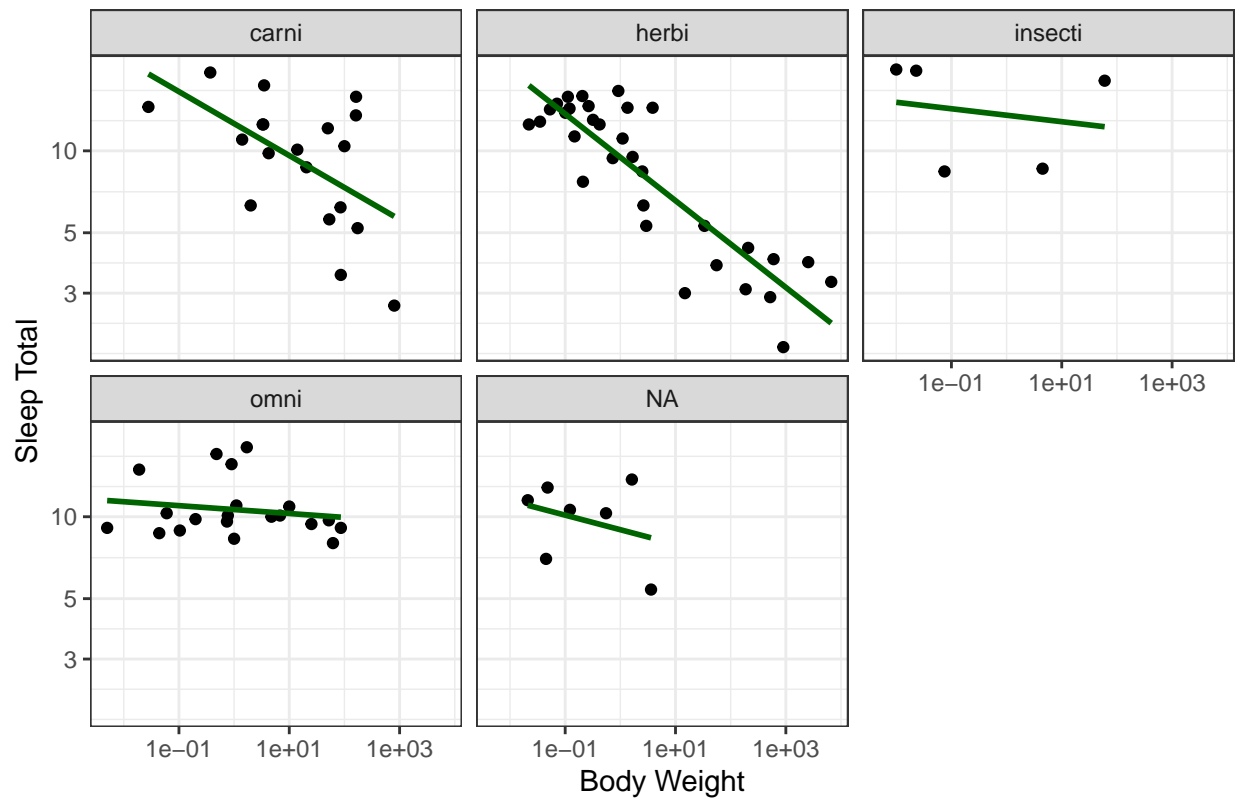 carni
herbi
insecti
10
5
3
1e−01
1e+01
1e+03
omni
NA
10
5
3
1e−01
1e+01
1e+03
1e−01
1e+01
1e+03
Sleep Total
Body Weight